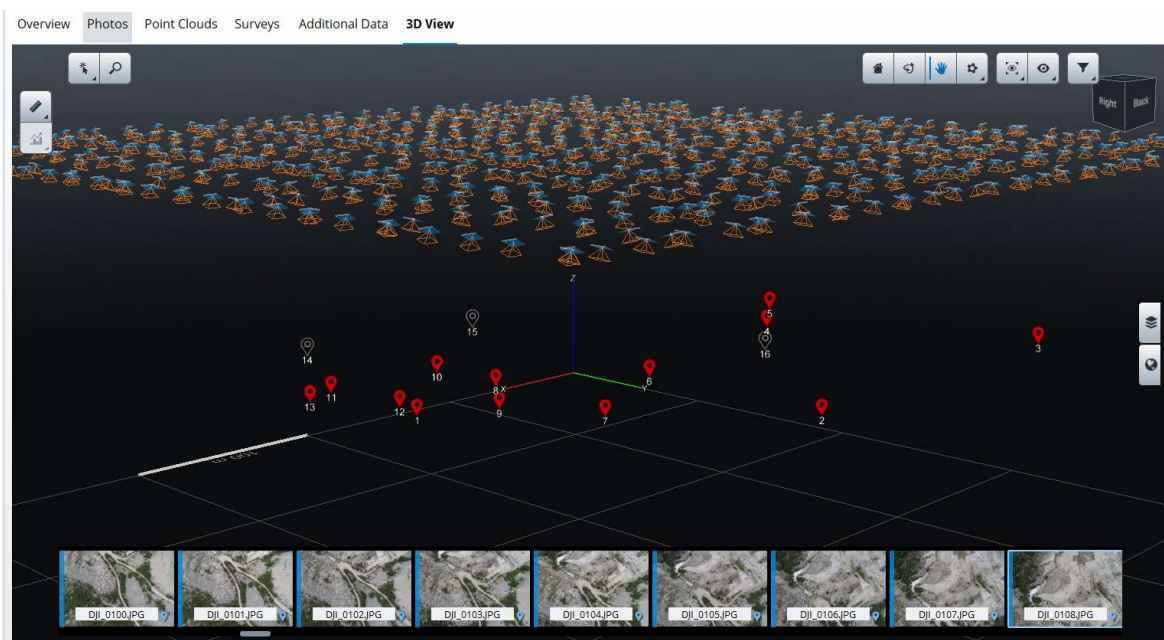 Overview Photos Point Clouds Surveys Additional Data 3D View
Right Back
Z
5
4
15
16
3
14
10
6
8 X
Y
11
13
12
1
9
7
2
100 m
DJI_0100.JPG DJI_0101.JPG DJI_0102.JPG DJI_0103.JPG DJI_0104.JPG DJI_0105.JPG DJI_0106.JPG DJI_0107.JPG DJI_0108.JPG